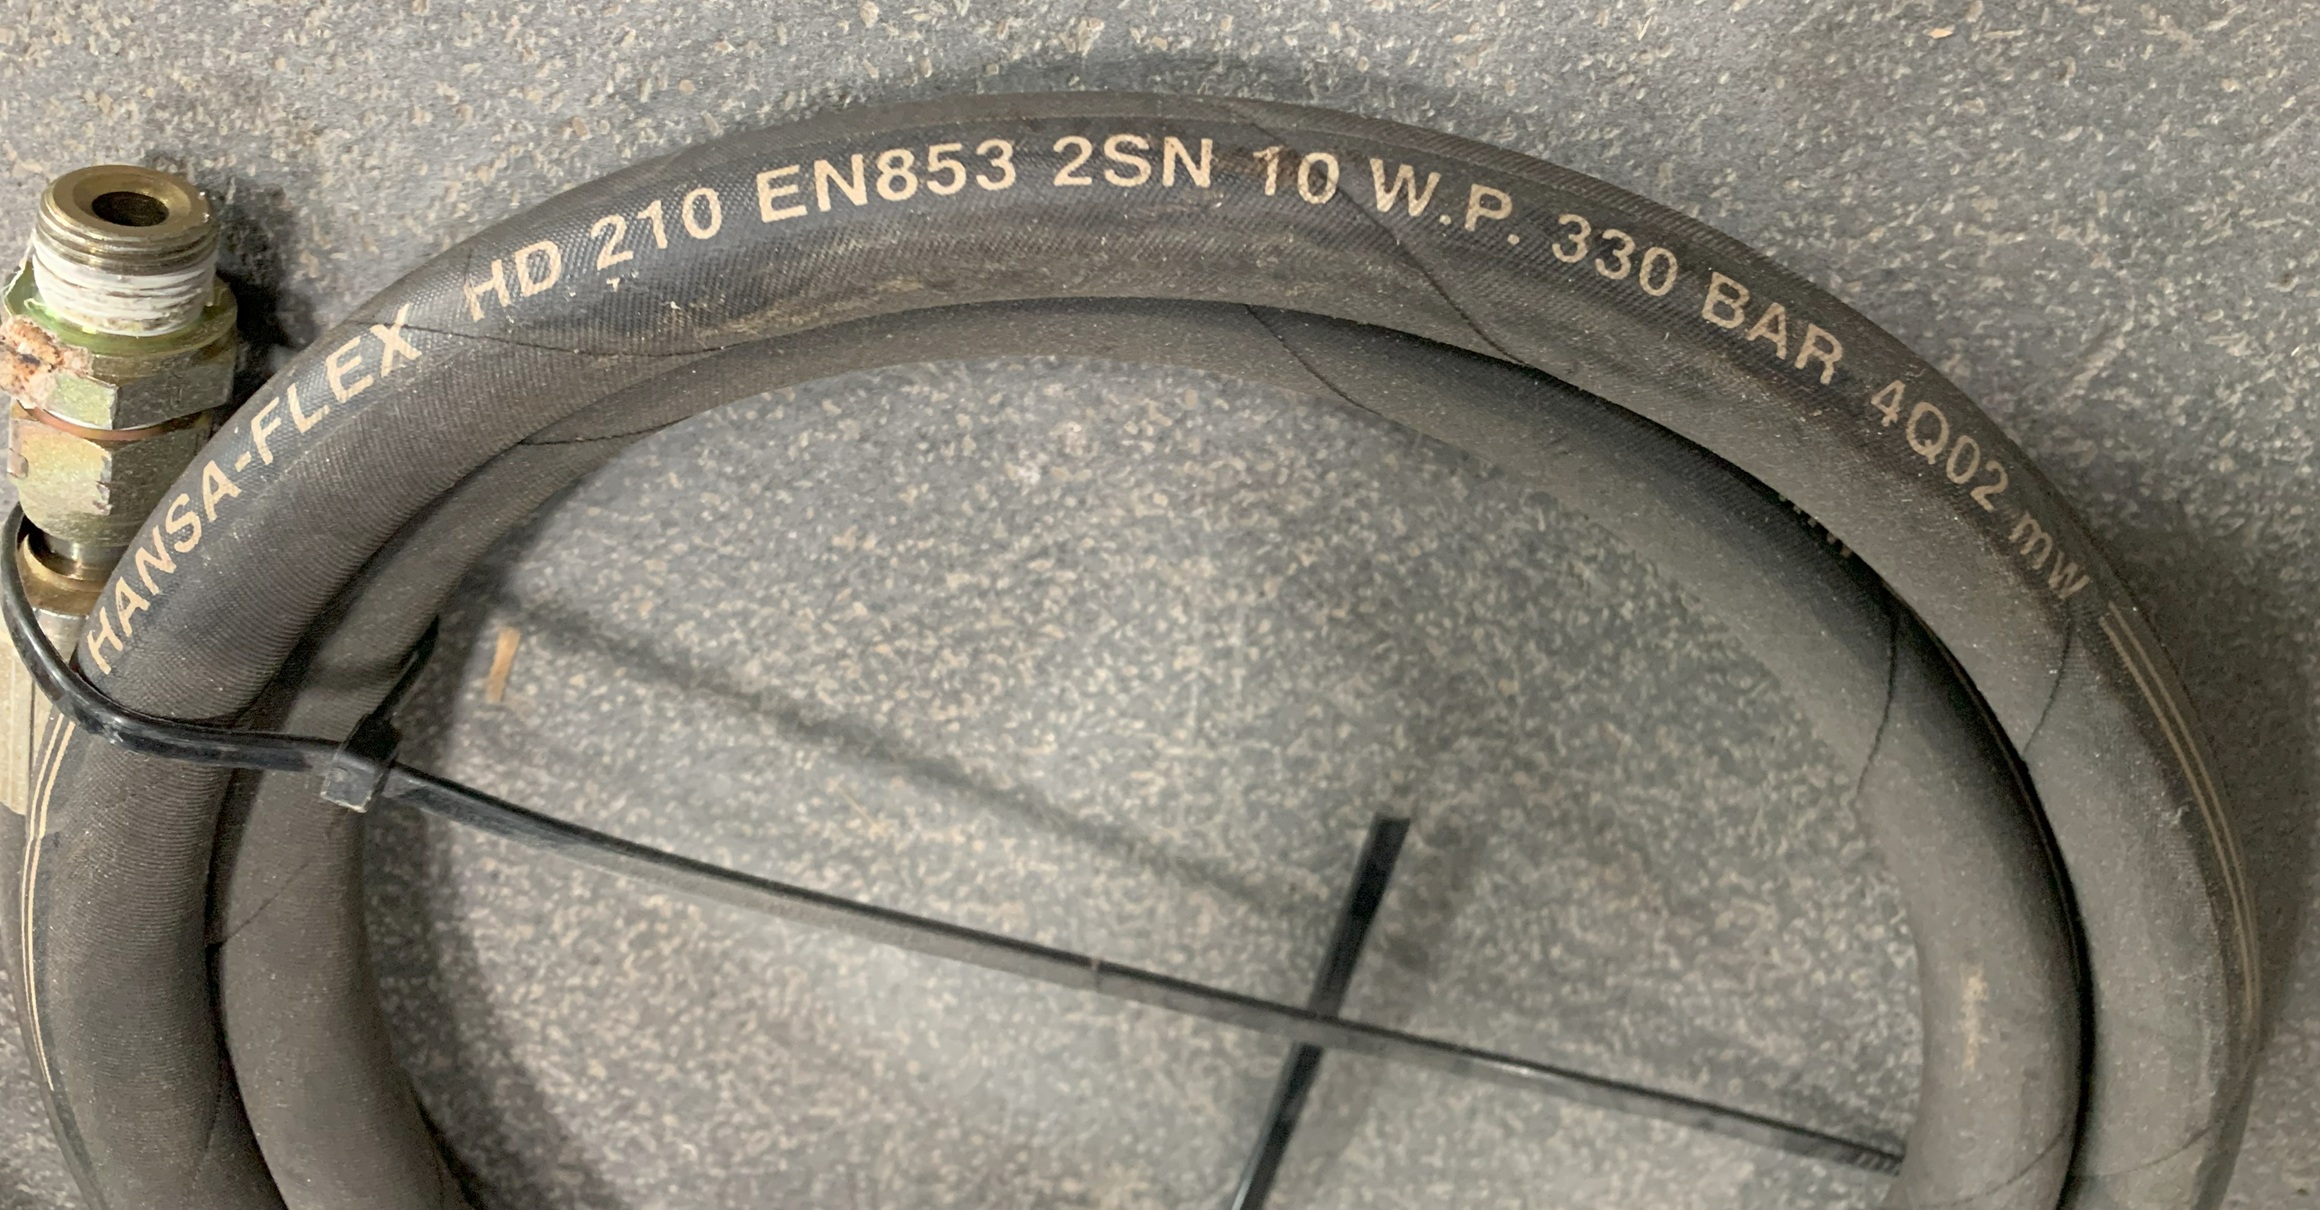 HANSA-FLEX HD 210 EN853 2SN 10 W.P. 330 BAR 4Q02 mw